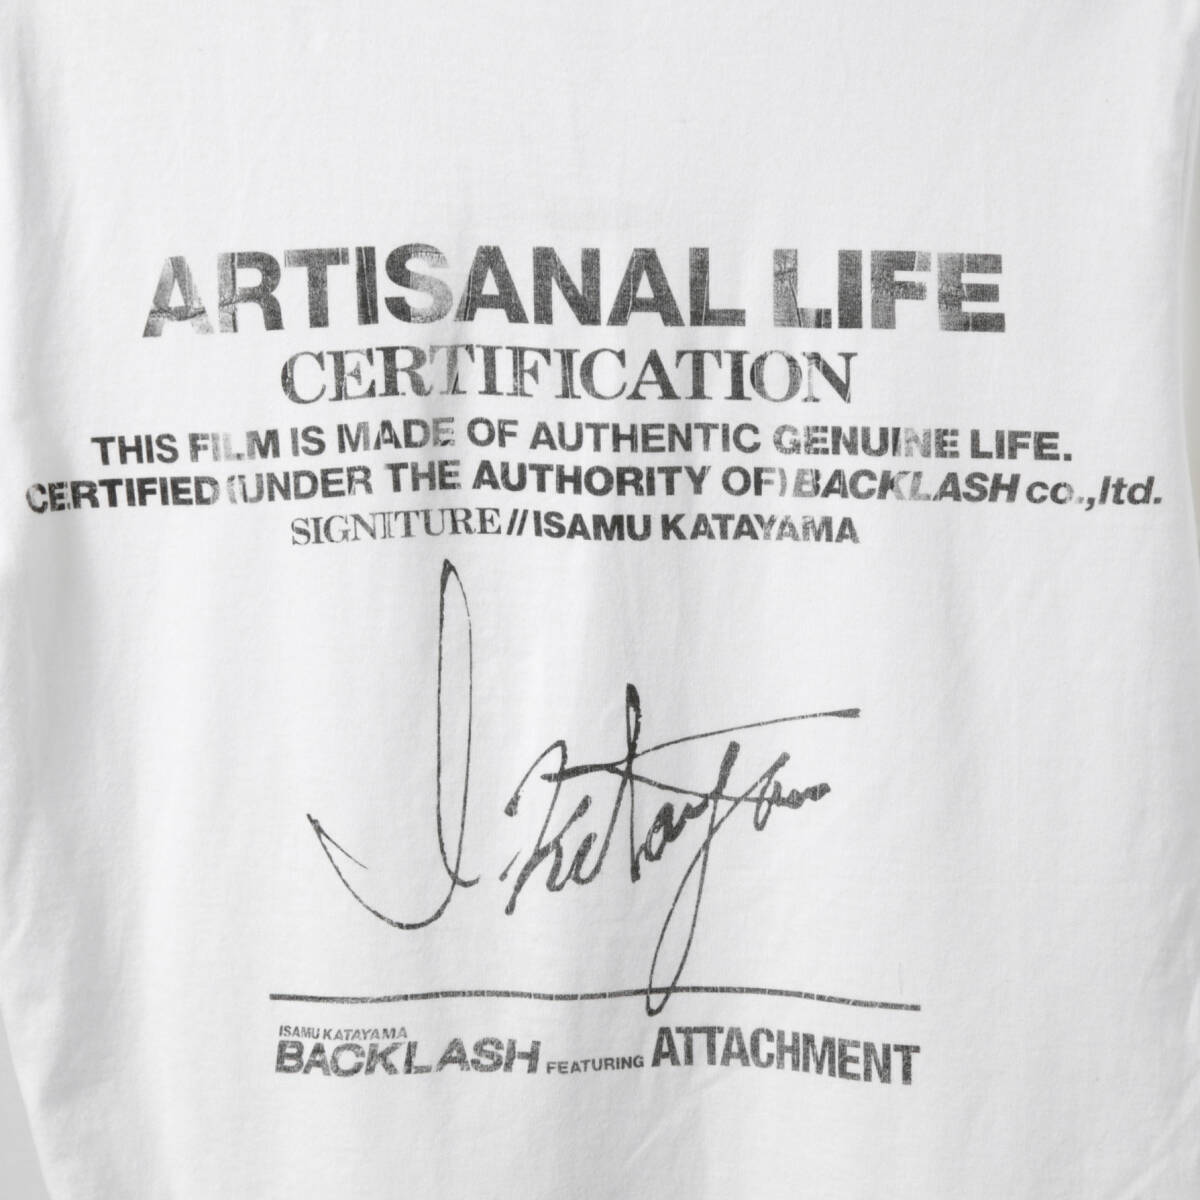 ARTISANAL LIFE
CERTIFICATION
THIS FILM IS MADE OF AUTHENTIC GENUINE LIFE.
CERTIFIED (UNDER THE AUTHORITY OF) BACKLASH co.,ltd.
SIGNITURE//ISAMU KATAYAMA
I Katayama
ISAMU KATAYAMA
BACKLASH FEATURING ATTACHMENT